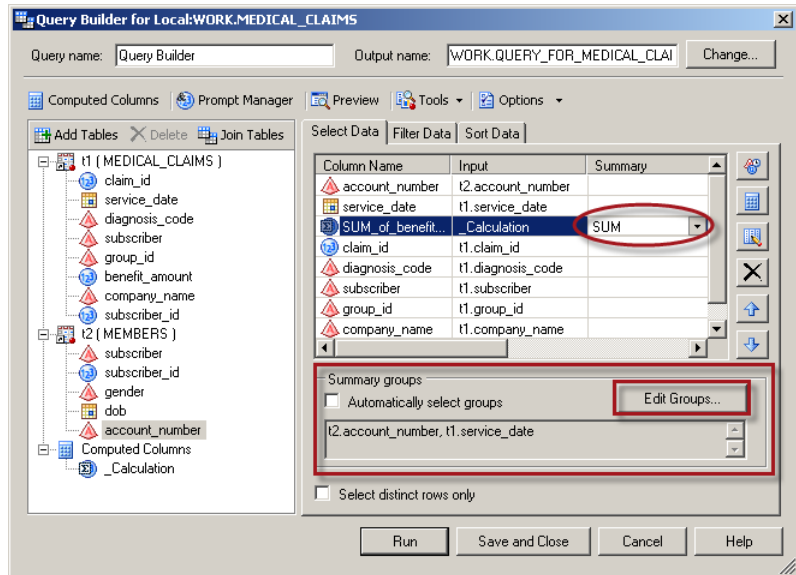 Query Builder for Local:WORK.MEDICAL_CLAIMS
Query name: Query Builder Output name: WORK.QUERY_FOR_MEDICAL_CLAI Change...
Computed Columns Prompt Manager Preview Tools Options
Add Tables Delete Join Tables
t1 ( MEDICAL_CLAIMS )
claim_id
service_date
diagnosis_code
subscriber
group_id
benefit_amount
company_name
subscriber_id
t2 ( MEMBERS )
subscriber
subscriber_id
gender
dob
account_number
Computed Columns
_Calculation
Select Data Filter Data Sort Data
Column Name Input Summary
account_number t2.account_number
service_date t1.service_date
SUM_of_benefit... _Calculation SUM
claim_id t1.claim_id
diagnosis_code t1.diagnosis_code
subscriber t1.subscriber
group_id t1.group_id
company_name t1.company_name
Summary groups
Automatically select groups Edit Groups...
t2.account_number, t1.service_date
Select distinct rows only
Run Save and Close Cancel Help